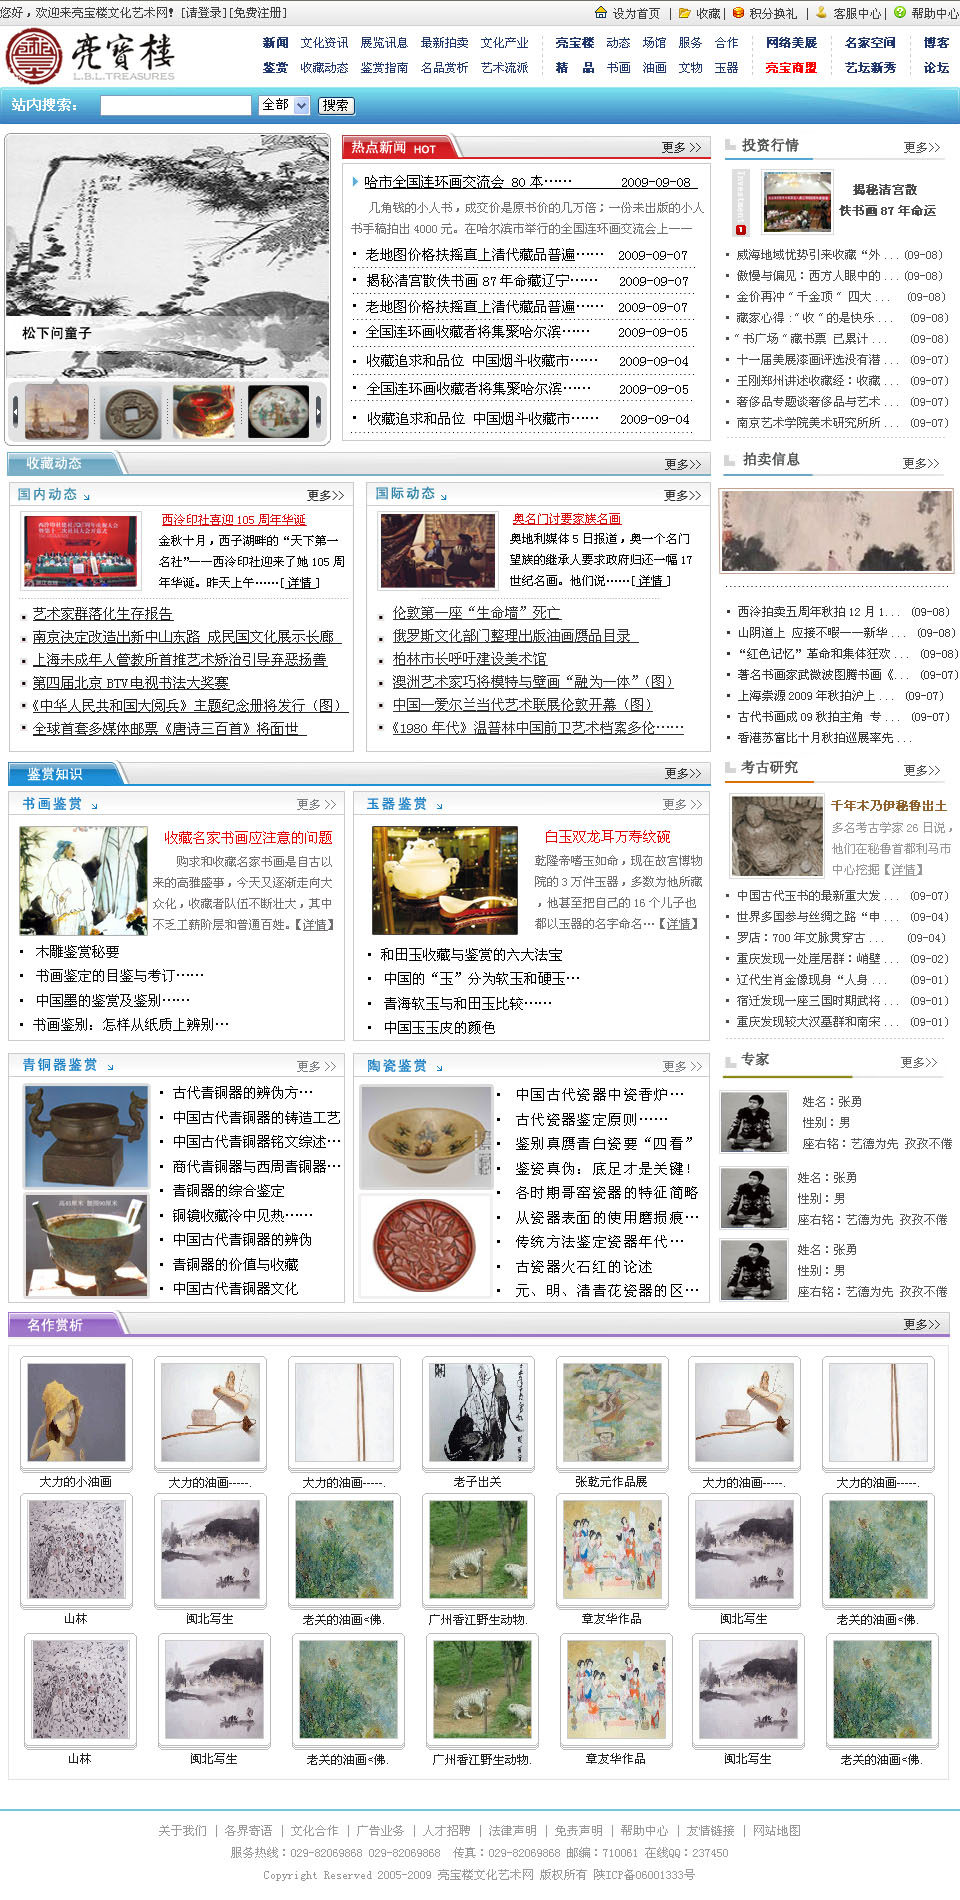 您好，欢迎来亮宝楼文化艺术网! [请登录][免费注册]
设为首页 | 收藏| 积分换礼 | 客服中心| 帮助中心
亮宝楼
L.B.L.TREASURES
新闻 文化资讯 展览讯息 最新拍卖 文化产业 亮宝楼 动态 场馆 服务 合作 网络美展 名家空间 博客
鉴赏 收藏动态 鉴赏指南 名品赏析 艺术流派 精 品 书画 油画 文物 玉器 亮宝商盟 艺坛新秀 论坛
站内搜索： 全部 搜索
松下问童子
热点新闻 HOT 更多 >>
哈市全国连环画交流会 80 本…… 2009-09-08
几角钱的小人书，成交价是原书价的几万倍；一份未出版的小人
书手稿拍出 4000 元。在哈尔滨市举行的全国连环画交流会上一一
老地图价格扶摇直上清代藏品普遍…… 2009-09-07
揭秘清宫散佚书画 87 年命藏辽宁…… 2009-09-07
老地图价格扶摇直上清代藏品普遍…… 2009-09-07
全国连环画收藏者将集聚哈尔滨…… 2009-09-05
收藏追求和品位 中国烟斗收藏市…… 2009-09-04
全国连环画收藏者将集聚哈尔滨…… 2009-09-05
收藏追求和品位 中国烟斗收藏市…… 2009-09-04
投资行情 更多>>
Investment
1
揭秘清宫散
佚书画 87 年命运
威海地域优势引来收藏“外 . . . (09-08)
傲慢与偏见：西方人眼中的 . . . (09-08)
金价再冲“千金顶” 四大 . . . (09-08)
藏家心得 :“收“的是快乐 . . . (09-08)
“书广场“藏书票 已累计 . . . (09-08)
十一届美展漆画评选没有潜 . . . (09-07)
王刚郑州讲述收藏经：收藏 . . . (09-07)
奢侈品专题谈奢侈品与艺术 . . . (09-07)
南京艺术学院美术研究所所 . . . (09-07)
收藏动态 更多>>
国内动态 更多>>
西泠印社喜迎 105 周年华诞
金秋十月，西子湖畔的“天下第一
名社”一一西泠印社迎来了她 105 周
年华诞。昨天上午……[ 详情 ]
艺术家群落化生存报告
南京决定改造出新中山东路 成民国文化展示长廊
上海未成年人管教所首推艺术矫治引导弃恶扬善
第四届北京 BTV 电视书法大奖赛
《中华人民共和国大阅兵》主题纪念册将发行（图）
全球首套多媒体邮票《唐诗三百首》将面世
国际动态 更多>>
奥名门讨要家族名画
奥地利媒体 5 日报道，奥一个名门
望族的继承人要求政府归还一幅 17
世纪名画。他们说……[ 详情 ]
伦敦第一座“生命墙”死亡
俄罗斯文化部门整理出版油画赝品目录
柏林市长呼吁建设美术馆
澳洲艺术家巧将模特与壁画“融为一体”（图）
中国一爱尔兰当代艺术联展伦敦开幕（图）
《1980 年代》温普林中国前卫艺术档案多伦……
拍卖信息 更多>>
西泠拍卖五周年秋拍 12 月 1. . . (09-08)
山阴道上 应接不暇一一新华 . . . (09-08)
“红色记忆”革命和集体狂欢 . . . (09-08)
著名书画家武微波图腾书画《. . . (09-07)
上海崇源 2009 年秋拍沪上 . . . (09-07)
古代书画成 09 秋拍主角 专 . . . (09-07)
香港苏富比十月秋拍巡展率先 . . .
鉴赏知识 更多>>
书画鉴赏 更多 >>
收藏名家书画应注意的问题
购求和收藏名家书画是自古以
来的高雅盛事，今天又逐渐走向大
众化，收藏者队伍不断壮大，其中
不乏工薪阶层和普通百姓。【详情】
木雕鉴赏秘要
书画鉴定的目鉴与考订……
中国墨的鉴赏及鉴别……
书画鉴别：怎样从纸质上辨别…
玉器鉴赏 更多 >>
白玉双龙耳万寿纹碗
乾隆帝嗜玉如命，现在故宫博物
院的 3 万件玉器，多数为他所藏
，他甚至把自己的 16 个儿子也
都以玉器的名字命名…【详情】
和田玉收藏与鉴赏的六大法宝
中国的“玉”分为软玉和硬玉…
青海软玉与和田玉比较……
中国玉玉皮的颜色
考古研究 更多>>
千年木乃伊秘鲁出土
多名考古学家 26 日说，
他们在秘鲁首都利马市
中心挖掘【详情】
中国古代玉书的最新重大发 . . . (09-07)
世界多国参与丝绸之路“申 . . . (09-04)
罗店：700 年文脉贯穿古 . . . (09-04)
重庆发现一处崖居群：峭壁 . . . (09-02)
辽代生肖金像现身“人身 . . . (09-01)
宿迁发现一座三国时期武将 . . . (09-01)
重庆发现较大汉墓群和南宋 . . . (09-01)
青铜器鉴赏 更多 >>
高48厘米 腹围90厘米
古代青铜器的辨伪方…
中国古代青铜器的铸造工艺
中国古代青铜器铭文综述…
商代青铜器与西周青铜器…
青铜器的综合鉴定
铜镜收藏冷中见热……
中国古代青铜器的辨伪
青铜器的价值与收藏
中国古代青铜器文化
陶瓷鉴赏 更多 >>
中国古代瓷器中瓷香炉…
古代瓷器鉴定原则……
鉴别真赝青白瓷要“四看”
鉴瓷真伪：底足才是关键！
各时期哥窑瓷器的特征简略
从瓷器表面的使用磨损痕…
传统方法鉴定瓷器年代…
古瓷器火石红的论述
元、明、清青花瓷器的区…
专家 更多>>
姓名：张勇
性别：男
座右铭：艺德为先 孜孜不倦
姓名：张勇
性别：男
座右铭：艺德为先 孜孜不倦
姓名：张勇
性别：男
座右铭：艺德为先 孜孜不倦
名作赏析 更多>>
大力的小油画 大力的油画-----. 大力的油画-----. 老子出关 张乾元作品展 大力的油画-----. 大力的油画-----.
山林 闽北写生 老关的油画<佛. 广州香江野生动物. 章友华作品 闽北写生 老关的油画<佛.
山林 闽北写生 老关的油画<佛. 广州香江野生动物. 章友华作品 闽北写生 老关的油画<佛.
关于我们 | 各界寄语 | 文化合作 | 广告业务 | 人才招聘 | 法律声明 | 免责声明 | 帮助中心 | 友情链接 | 网站地图
服务热线：029-82069868 029-82069868 传真：029-82069868 邮编：710061 在线QQ：237450
Copyright Reserved 2005-2009 亮宝楼文化艺术网 版权所有 陕ICP备06001333号